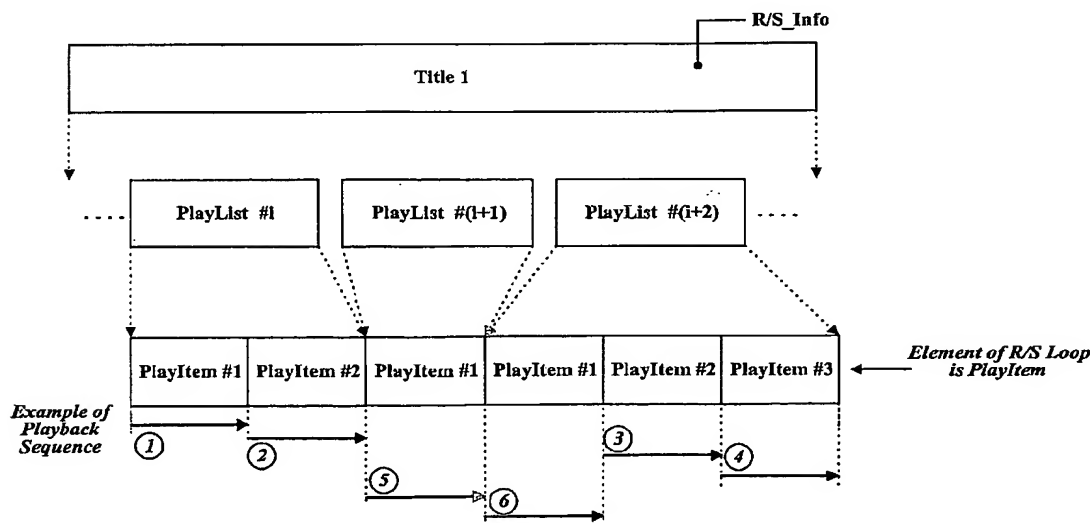 R/S_Info
Title 1
PlayList #i
PlayList #(i+1)
PlayList #(i+2)
PlayItem #1
PlayItem #2
PlayItem #1
PlayItem #1
PlayItem #2
PlayItem #3
Element of R/S Loop
is PlayItem
Example of
Playback
Sequence
1
2
5
6
3
4